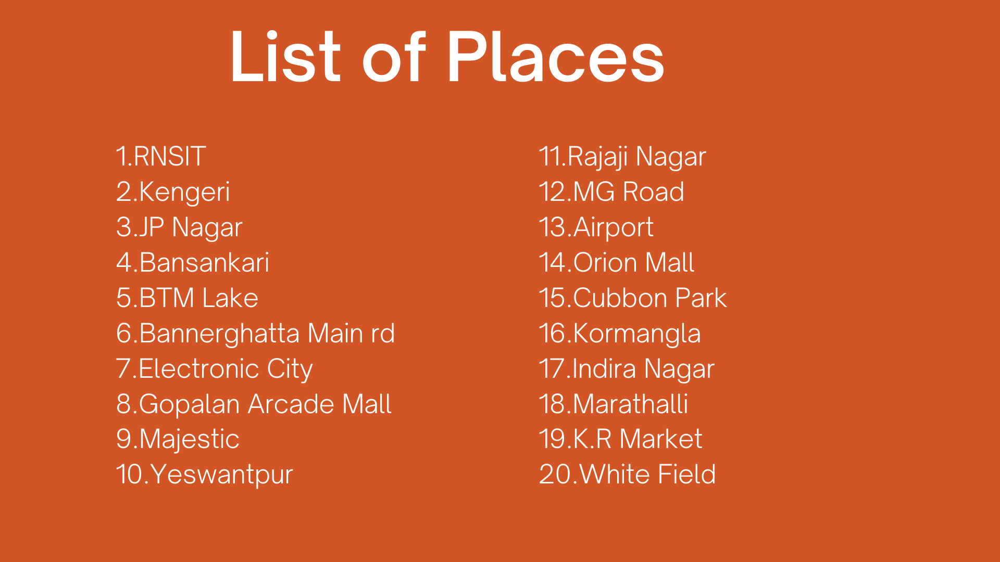 List of Places
1.RNSIT
2.Kengeri
3.JP Nagar
4.Bansankari
5.BTM Lake
6.Bannerghatta Main rd
7.Electronic City
8.Gopalan Arcade Mall
9.Majestic
10.Yeswantpur
11.Rajaji Nagar
12.MG Road
13.Airport
14.Orion Mall
15.Cubbon Park
16.Kormangla
17.Indira Nagar
18.Marathalli
19.K.R Market
20.White Field